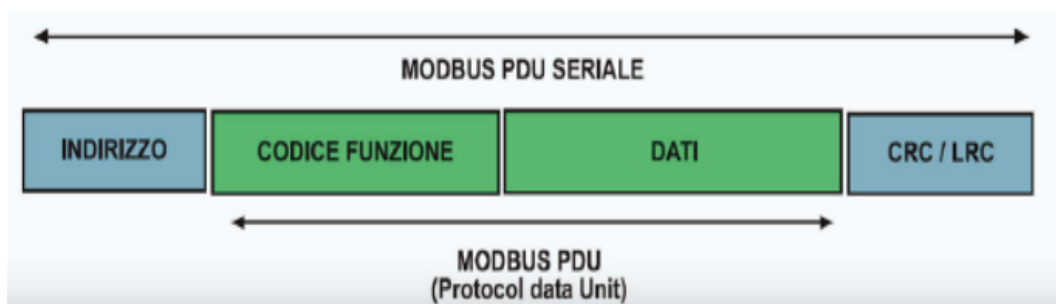 MODBUS PDU SERIALE
INDIRIZZO
CODICE FUNZIONE
DATI
CRC / LRC
MODBUS PDU
(Protocol data Unit)